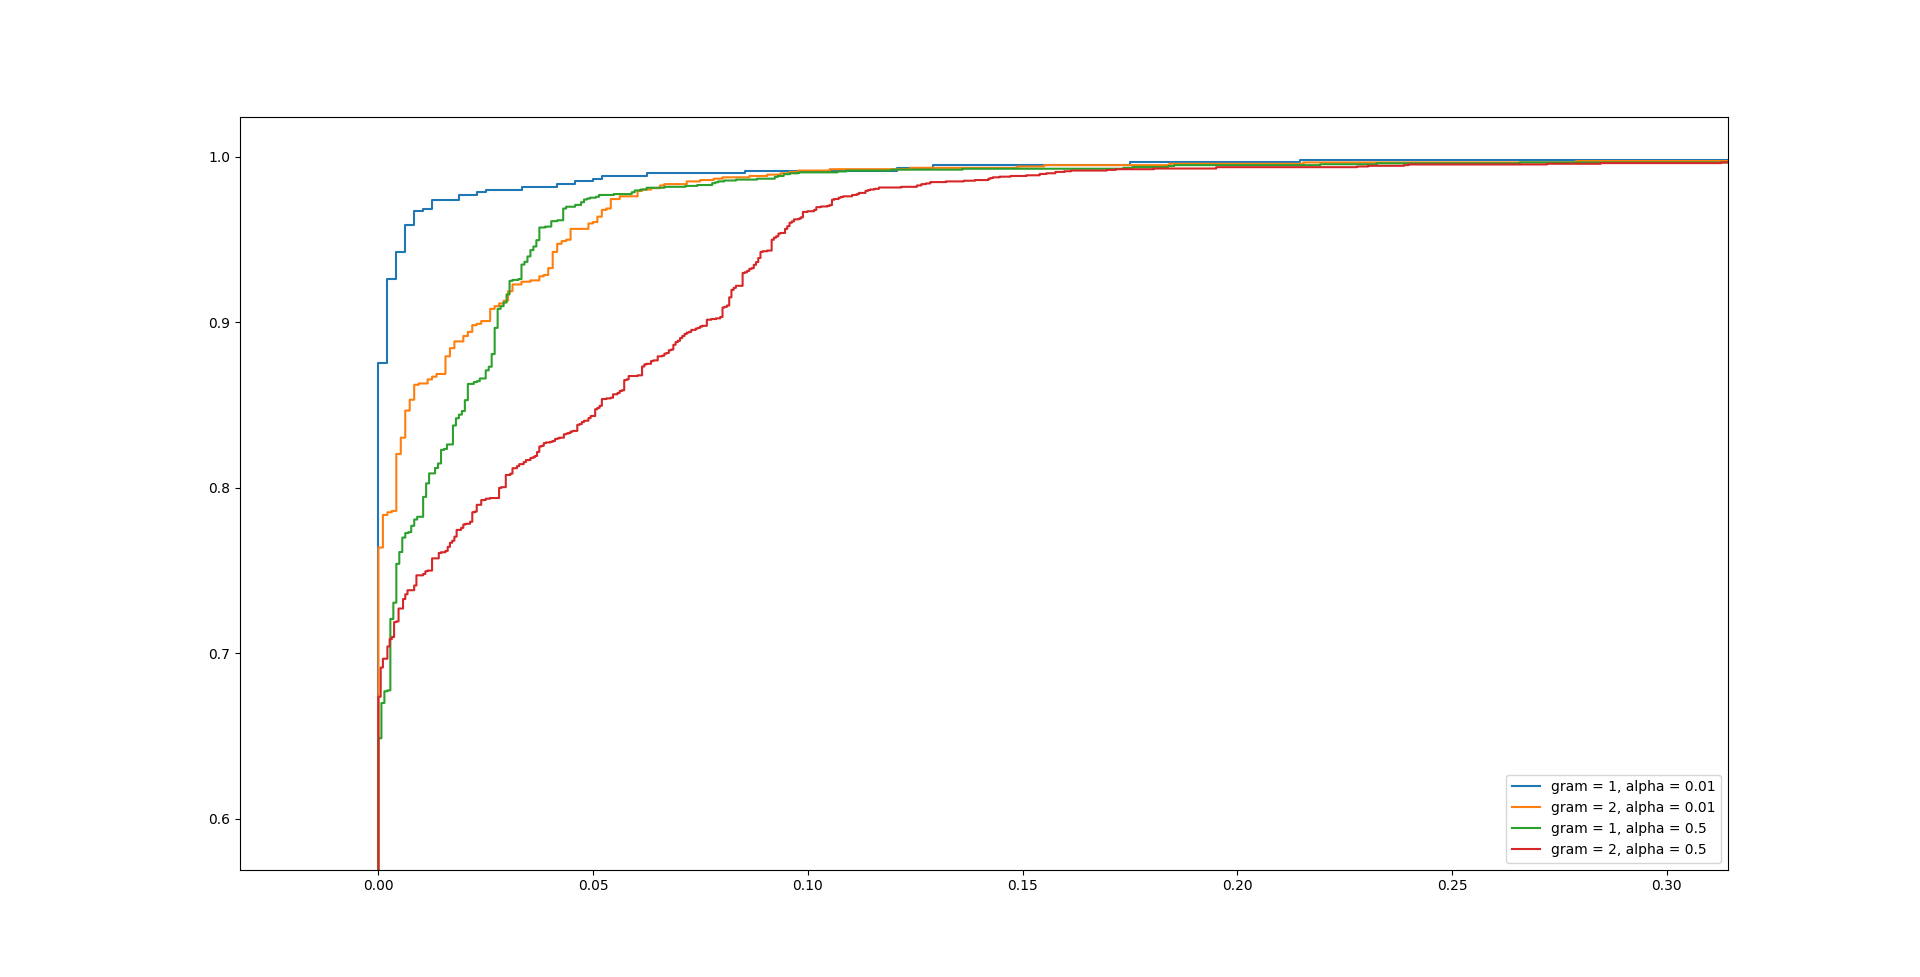 1.0
0.9
0.8
0.7
0.6
0.00 0.05 0.10 0.15 0.20 0.25 0.30
gram = 1, alpha = 0.01
gram = 2, alpha = 0.01
gram = 1, alpha = 0.5
gram = 2, alpha = 0.5